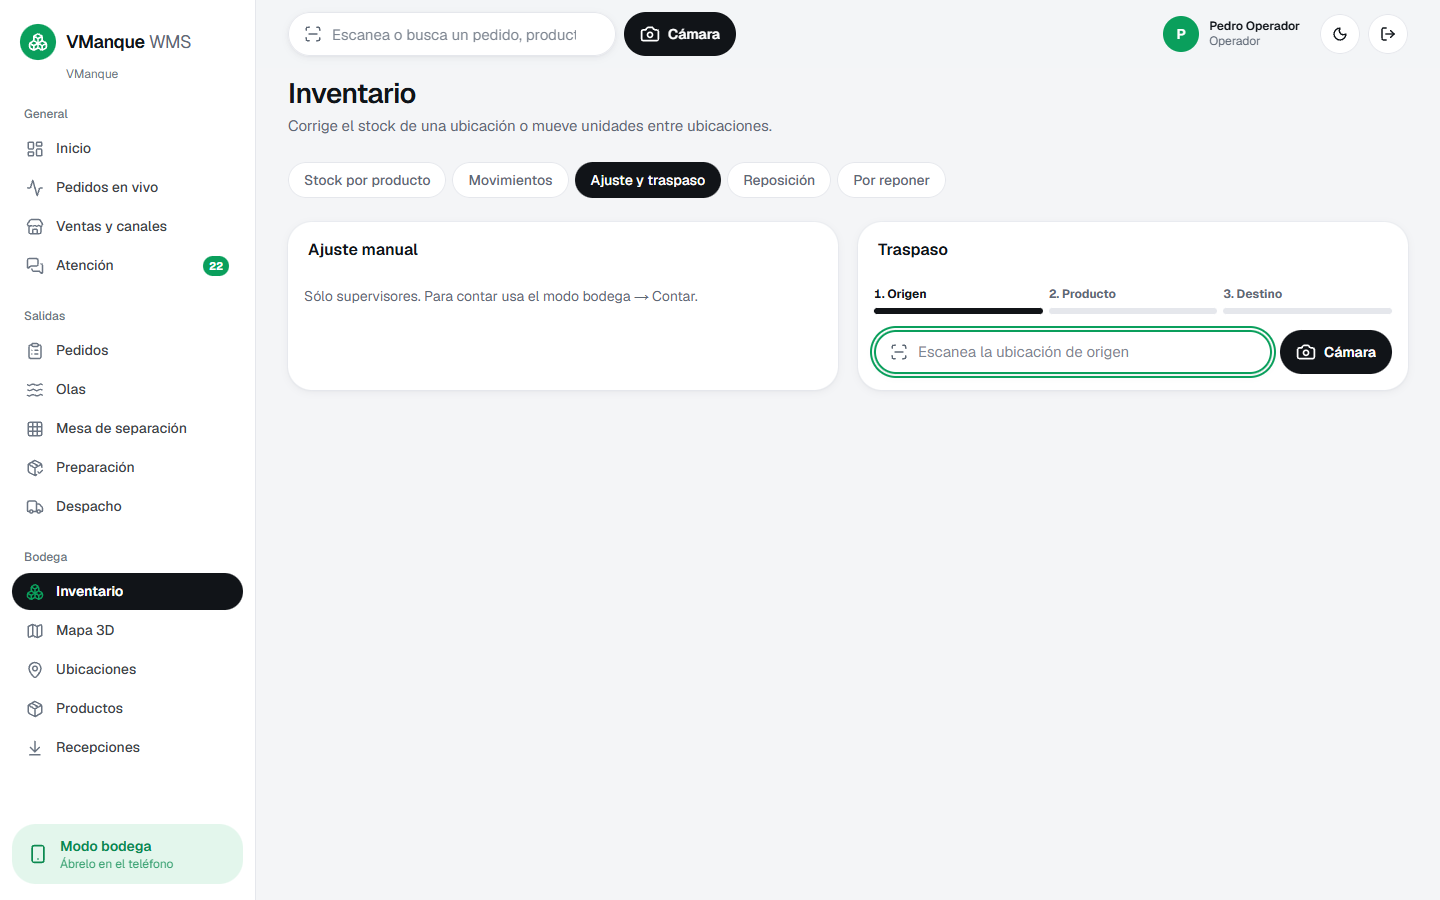 VManque WMS
VManque
General
Inicio
Pedidos en vivo
Ventas y canales
Atención 22
Salidas
Pedidos
Olas
Mesa de separación
Preparación
Despacho
Bodega
Inventario
Mapa 3D
Ubicaciones
Productos
Recepciones
Modo bodega
Ábrelo en el teléfono
Escanea o busca un pedido, product
Cámara
P
Pedro Operador
Operador
Inventario
Corrige el stock de una ubicación o mueve unidades entre ubicaciones.
Stock por producto
Movimientos
Ajuste y traspaso
Reposición
Por reponer
Ajuste manual
Sólo supervisores. Para contar usa el modo bodega → Contar.
Traspaso
1. Origen
2. Producto
3. Destino
Escanea la ubicación de origen
Cámara